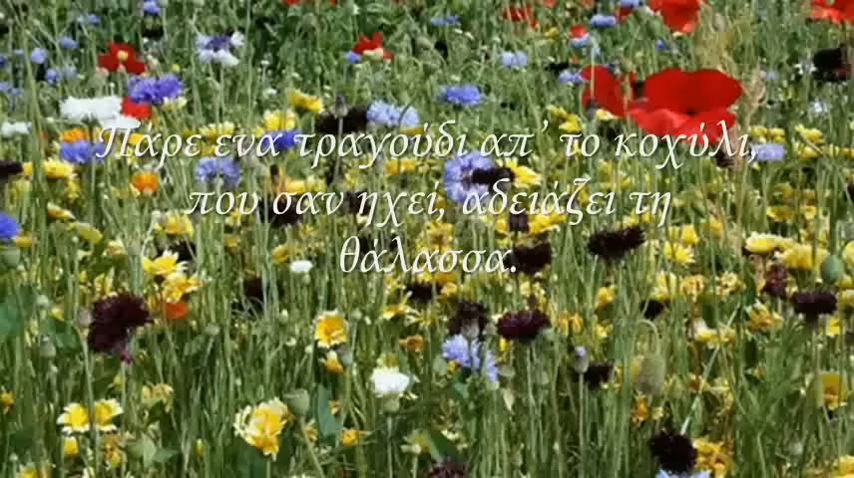 Πάρε ένα τραγούδι απ’ το κοχύλι,
που σαν ηχεί, αδειάζει τη
θάλασσα.